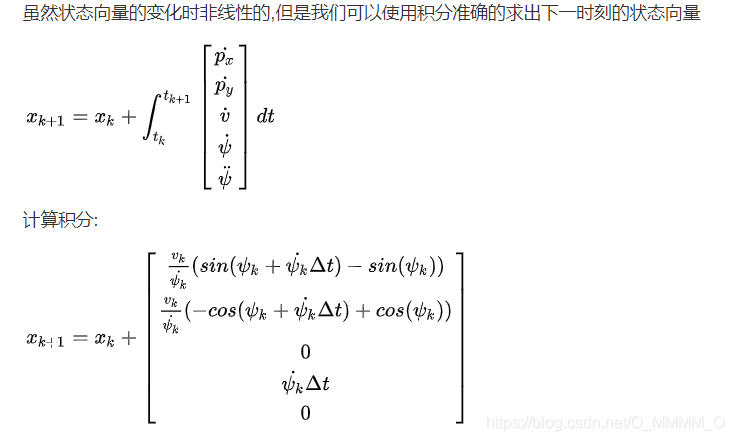 虽然状态向量的变化时非线性的,但是我们可以使用积分准确的求出下一时刻的状态向量
$x_{k+1} = x_k + \int_{t_k}^{t_{k+1}} \begin{bmatrix} \dot{p_x} \\ \dot{p_y} \\ \dot{v} \\ \dot{\psi} \\ \ddot{\psi} \end{bmatrix} dt$
计算积分:
$x_{k+1} = x_k + \begin{bmatrix} \frac{v_k}{\dot{\psi_k}}(sin(\psi_k + \dot{\psi_k}\Delta t) - sin(\psi_k)) \\ \frac{v_k}{\dot{\psi_k}}(-cos(\psi_k + \dot{\psi_k}\Delta t) + cos(\psi_k)) \\ 0 \\ \dot{\psi_k}\Delta t \\ 0 \end{bmatrix}$
https://blog.csdn.net/O_MMMM_O